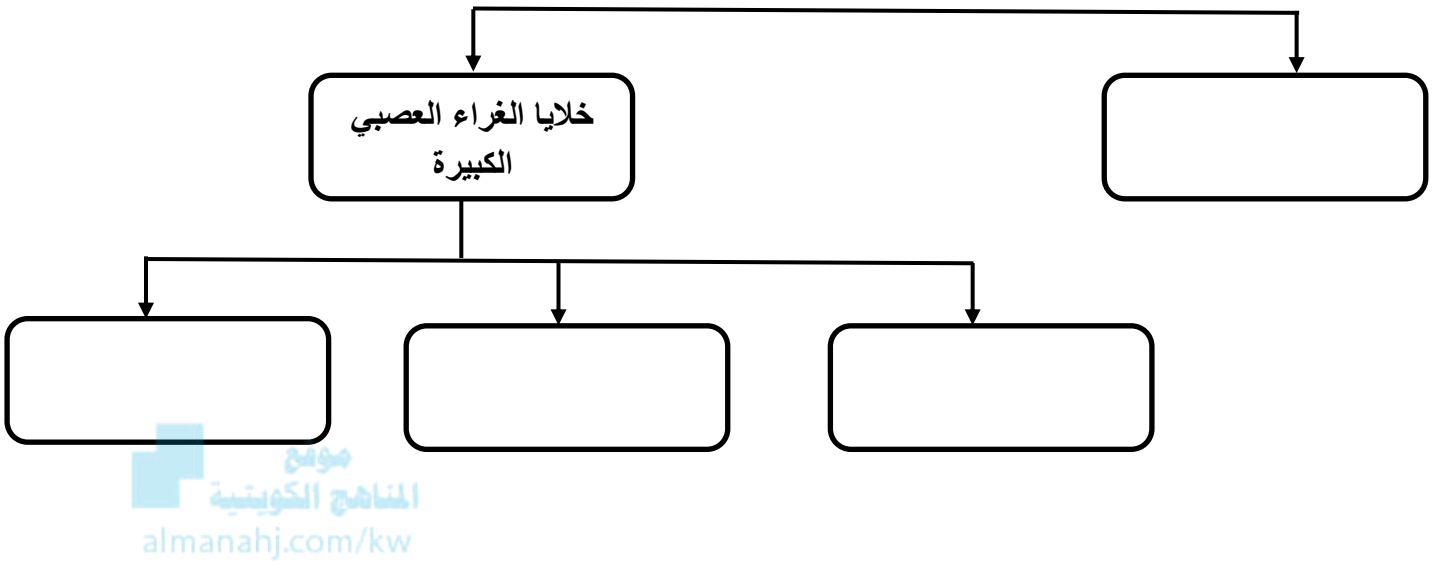 خلايا الغراء العصبي
الكبيرة
موقع
المناهج الكويتية
almanahj.com/kw